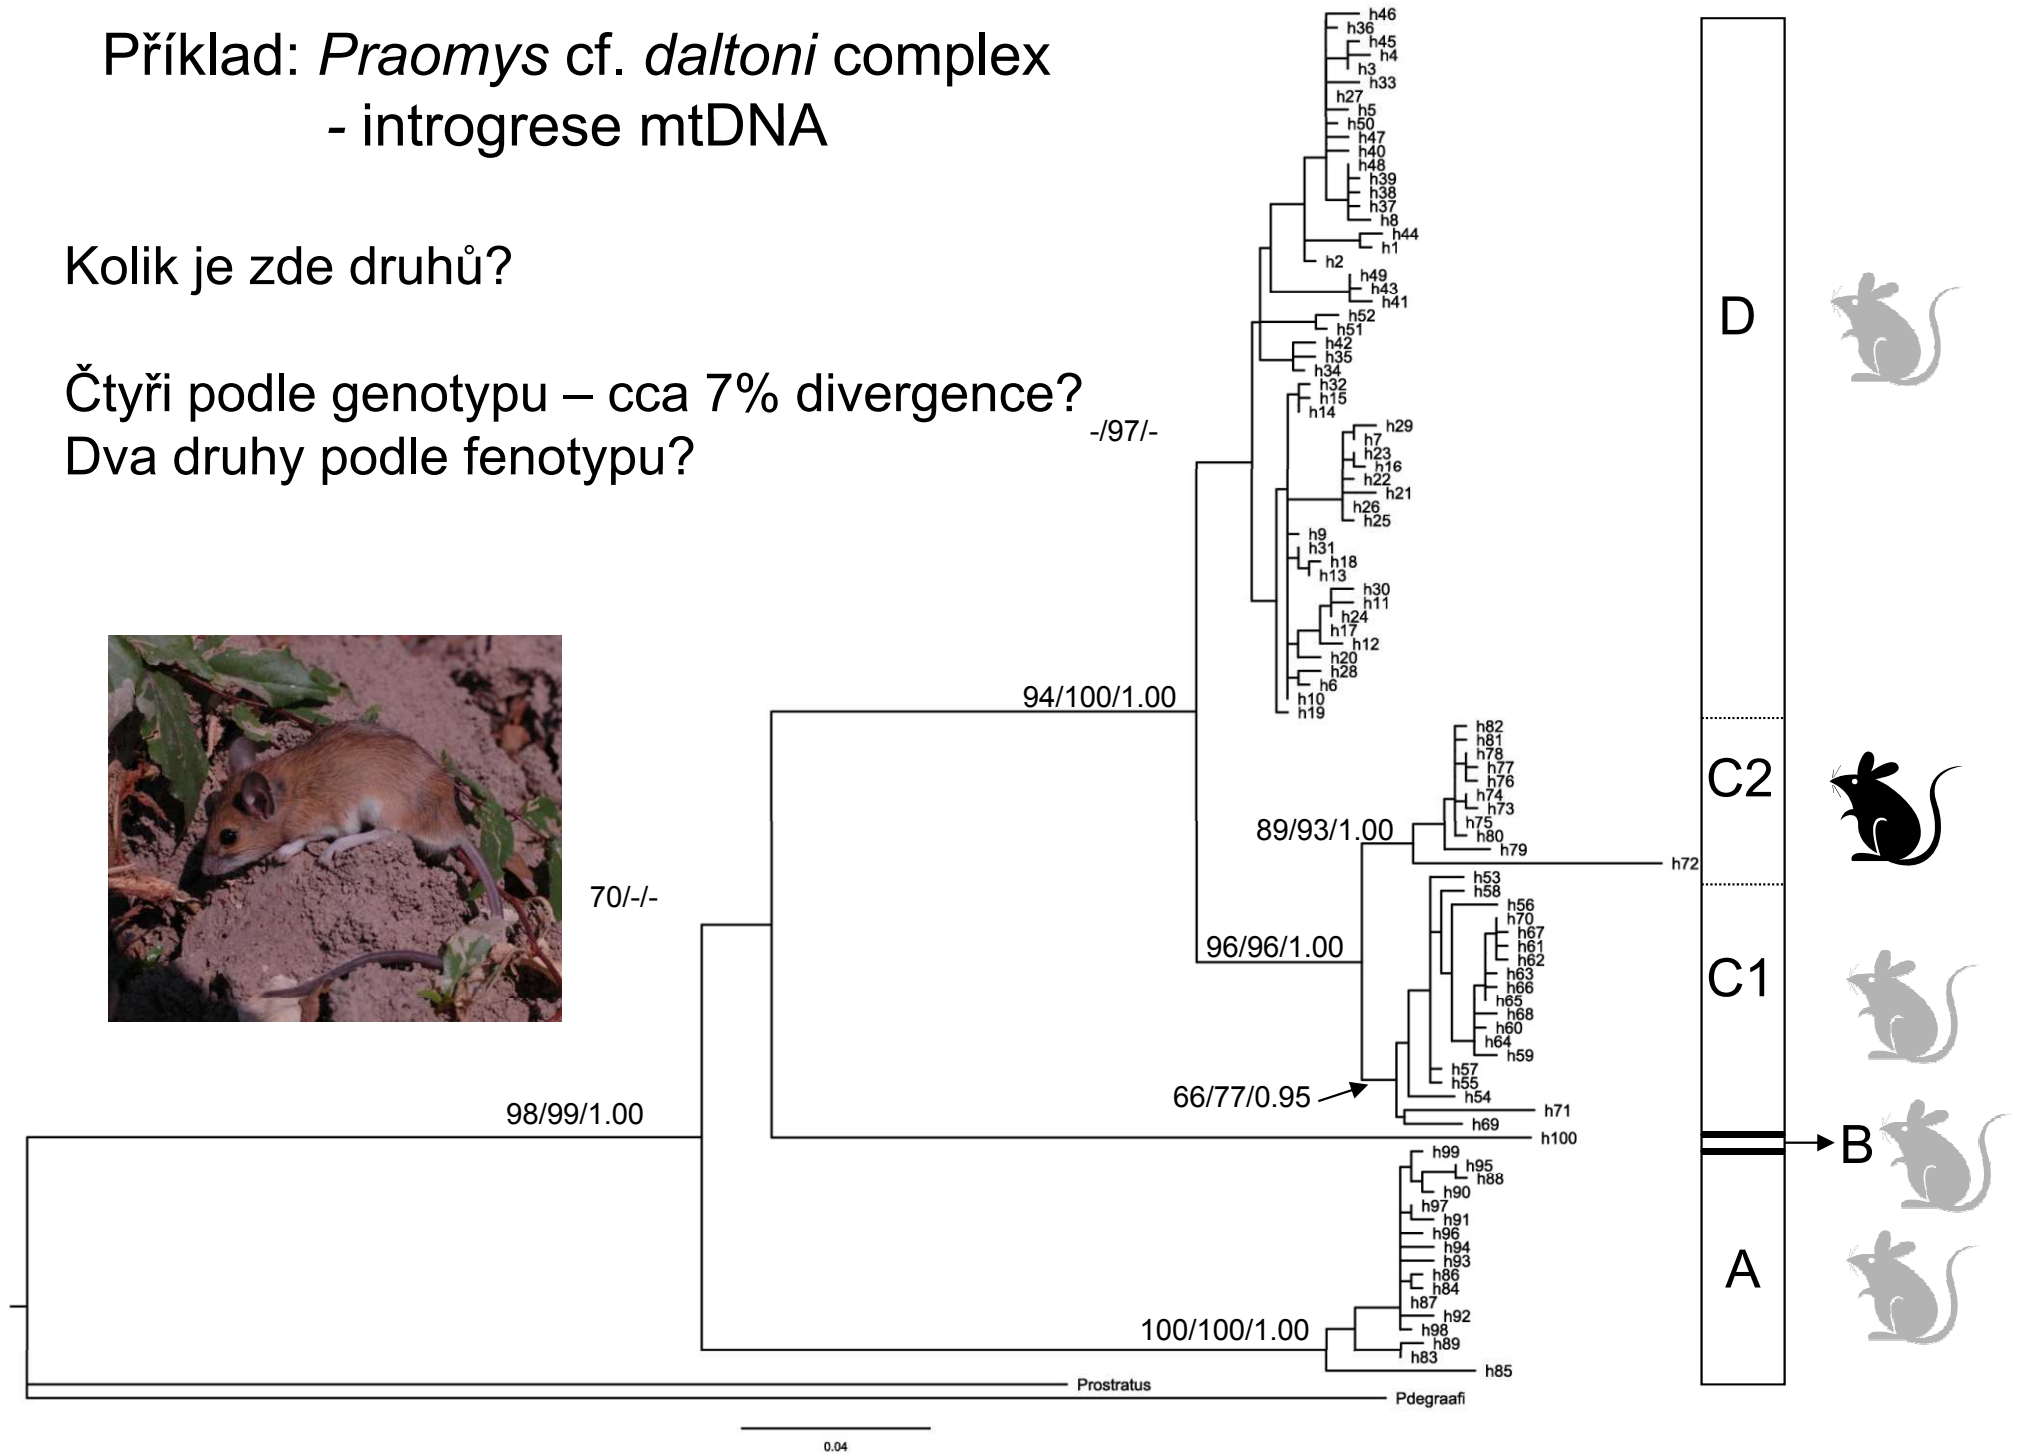 Příklad: Praomys cf. daltoni complex
- introgrese mtDNA
Kolik je zde druhů?
Čtyři podle genotypu – cca 7% divergence?
Dva druhy podle fenotypu?
-/97/-
94/100/1.00
89/93/1.00
70/-/-
96/96/1.00
66/77/0.95
98/99/1.00
100/100/1.00
h46
h36
h45
h4
h3
h33
h27
h5
h50
h47
h40
h48
h39
h38
h37
h8
h44
h1
h2
h49
h43
h41
h52
h51
h42
h35
h34
h32
h15
h14
h29
h7
h23
h16
h22
h21
h26
h25
h9
h31
h18
h13
h30
h11
h24
h17
h12
h20
h28
h6
h10
h19
h82
h81
h78
h77
h76
h74
h73
h75
h80
h79
h72
h53
h58
h56
h70
h67
h61
h62
h63
h66
h65
h68
h60
h64
h59
h57
h55
h54
h71
h69
h100
h99
h95
h88
h90
h97
h91
h96
h94
h93
h86
h84
h87
h92
h98
h89
h83
h85
Prostratus
Pdegraafi
0.04
D
C2
C1
B
A